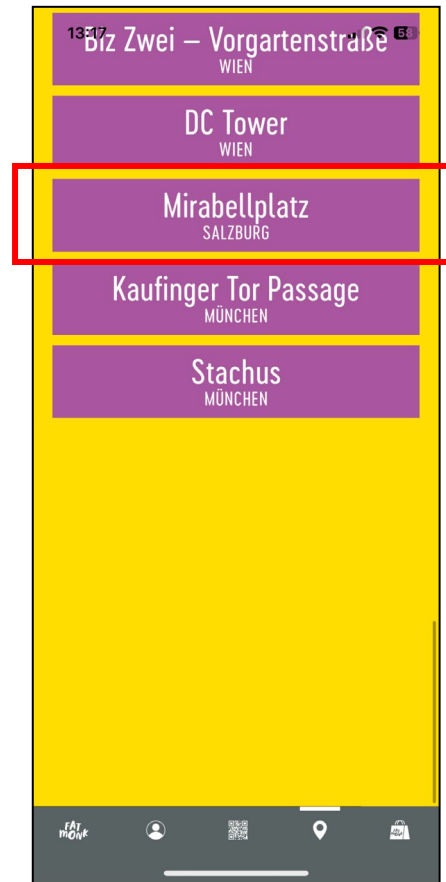 13:17
58
Biz Zwei – Vorgartenstraße
WIEN
DC Tower
WIEN
Mirabellplatz
SALZBURG
Kaufinger Tor Passage
MÜNCHEN
Stachus
MÜNCHEN
FAT
MONK